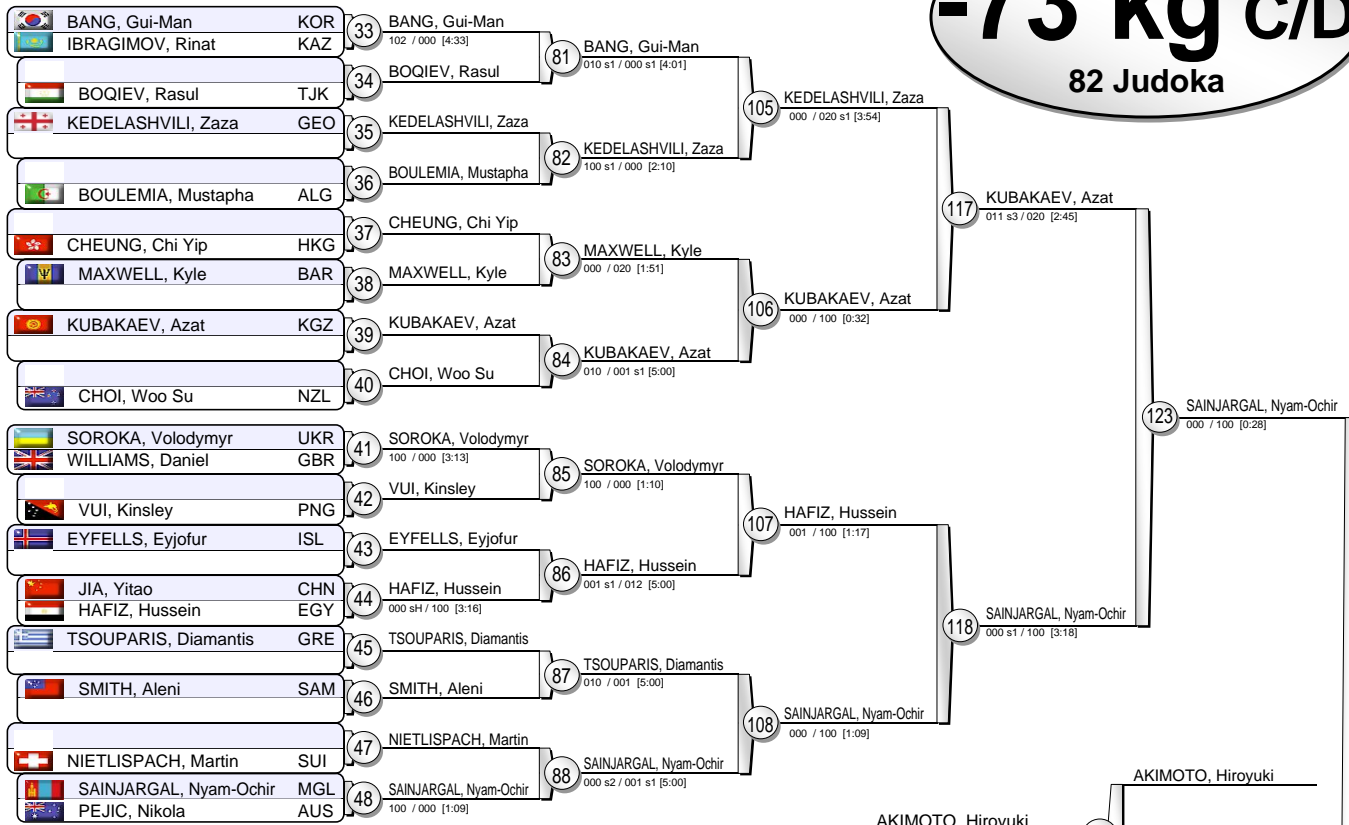 -73 kg C/D
82 Judoka
BANG, Gui-Man KOR
IBRAGIMOV, Rinat KAZ
BOQIEV, Rasul TJK
KEDELASHVILI, Zaza GEO
BOULEMIA, Mustapha ALG
CHEUNG, Chi Yip HKG
MAXWELL, Kyle BAR
KUBAKAEV, Azat KGZ
CHOI, Woo Su NZL
SOROKA, Volodymyr UKR
WILLIAMS, Daniel GBR
VUI, Kinsley PNG
EYFELLS, Eyjofur ISL
JIA, Yitao CHN
HAFIZ, Hussein EGY
TSOUPARIS, Diamantis GRE
SMITH, Aleni SAM
NIETLISPACH, Martin SUI
SAINJARGAL, Nyam-Ochir MGL
PEJIC, Nikola AUS
33 BANG, Gui-Man
102 / 000 [4:33]
34 BOQIEV, Rasul
35 KEDELASHVILI, Zaza
36 BOULEMIA, Mustapha
37 CHEUNG, Chi Yip
38 MAXWELL, Kyle
39 KUBAKAEV, Azat
40 CHOI, Woo Su
41 SOROKA, Volodymyr
100 / 000 [3:13]
42 VUI, Kinsley
43 EYFELLS, Eyjofur
44 HAFIZ, Hussein
000 sH / 100 [3:16]
45 TSOUPARIS, Diamantis
46 SMITH, Aleni
47 NIETLISPACH, Martin
48 SAINJARGAL, Nyam-Ochir
100 / 000 [1:09]
81 BANG, Gui-Man
010 s1 / 000 s1 [4:01]
82 KEDELASHVILI, Zaza
100 s1 / 000 [2:10]
83 MAXWELL, Kyle
000 / 020 [1:51]
84 KUBAKAEV, Azat
010 / 001 s1 [5:00]
85 SOROKA, Volodymyr
100 / 000 [1:10]
86 HAFIZ, Hussein
001 s1 / 012 [5:00]
87 TSOUPARIS, Diamantis
010 / 001 [5:00]
88 SAINJARGAL, Nyam-Ochir
000 s2 / 001 s1 [5:00]
105 KEDELASHVILI, Zaza
000 / 020 s1 [3:54]
106 KUBAKAEV, Azat
000 / 100 [0:32]
107 HAFIZ, Hussein
001 / 100 [1:17]
108 SAINJARGAL, Nyam-Ochir
000 / 100 [1:09]
117 KUBAKAEV, Azat
011 s3 / 020 [2:45]
118 SAINJARGAL, Nyam-Ochir
000 s1 / 100 [3:18]
123 SAINJARGAL, Nyam-Ochir
000 / 100 [0:28]
AKIMOTO, Hiroyuki
AKIMOTO, Hiroyuki